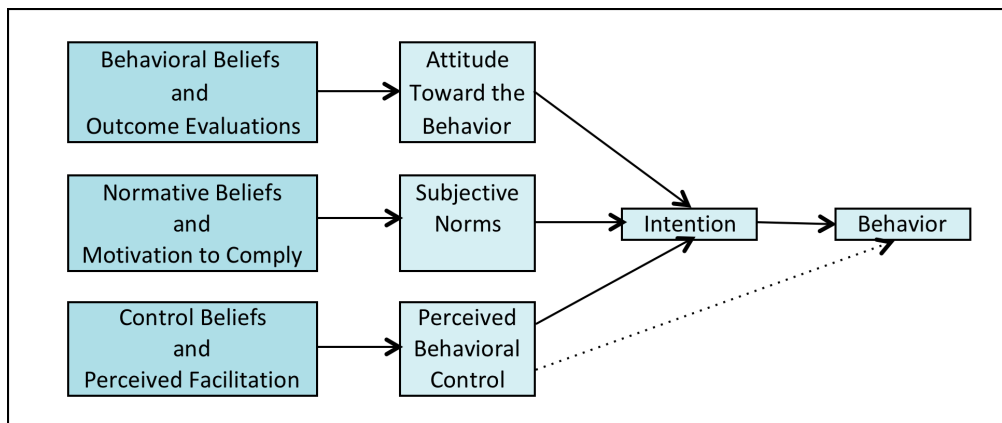 Behavioral Beliefs
and
Outcome Evaluations
Attitude
Toward the
Behavior
Normative Beliefs
and
Motivation to Comply
Subjective
Norms
Intention
Behavior
Control Beliefs
and
Perceived Facilitation
Perceived
Behavioral
Control